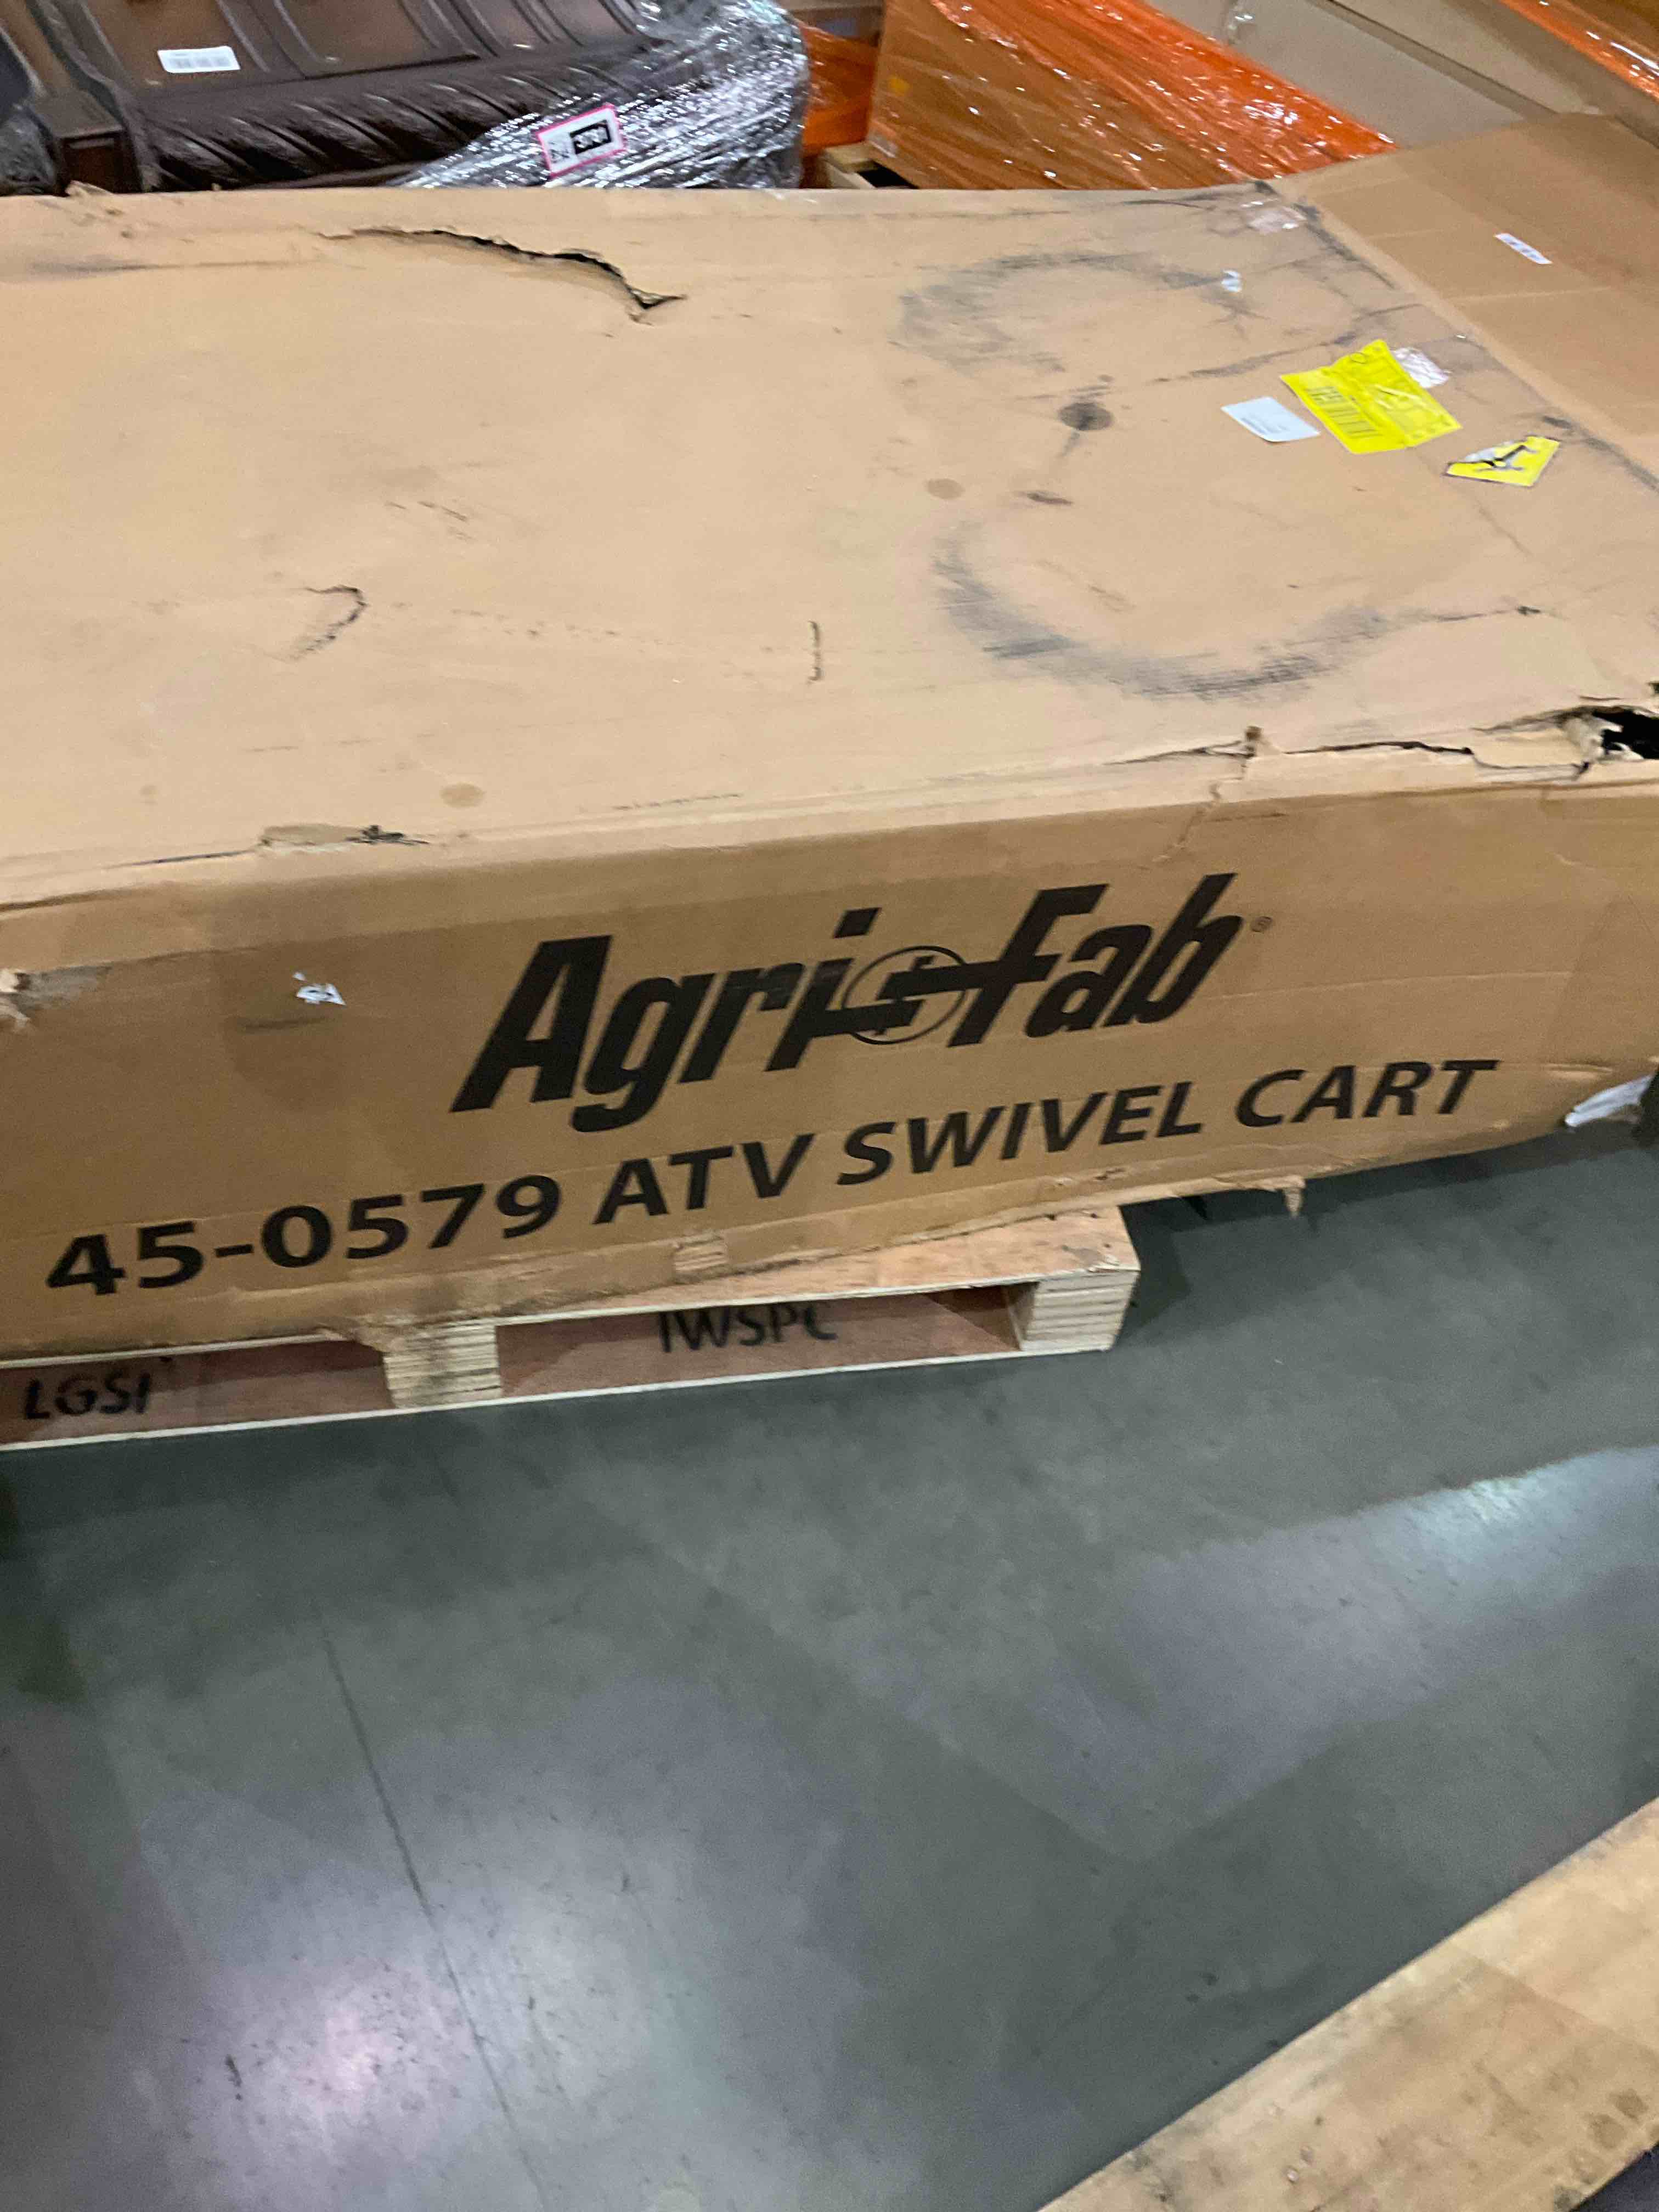 Agri-Fab®
45-0579 ATV SWIVEL CART
LGSI
IWSPC